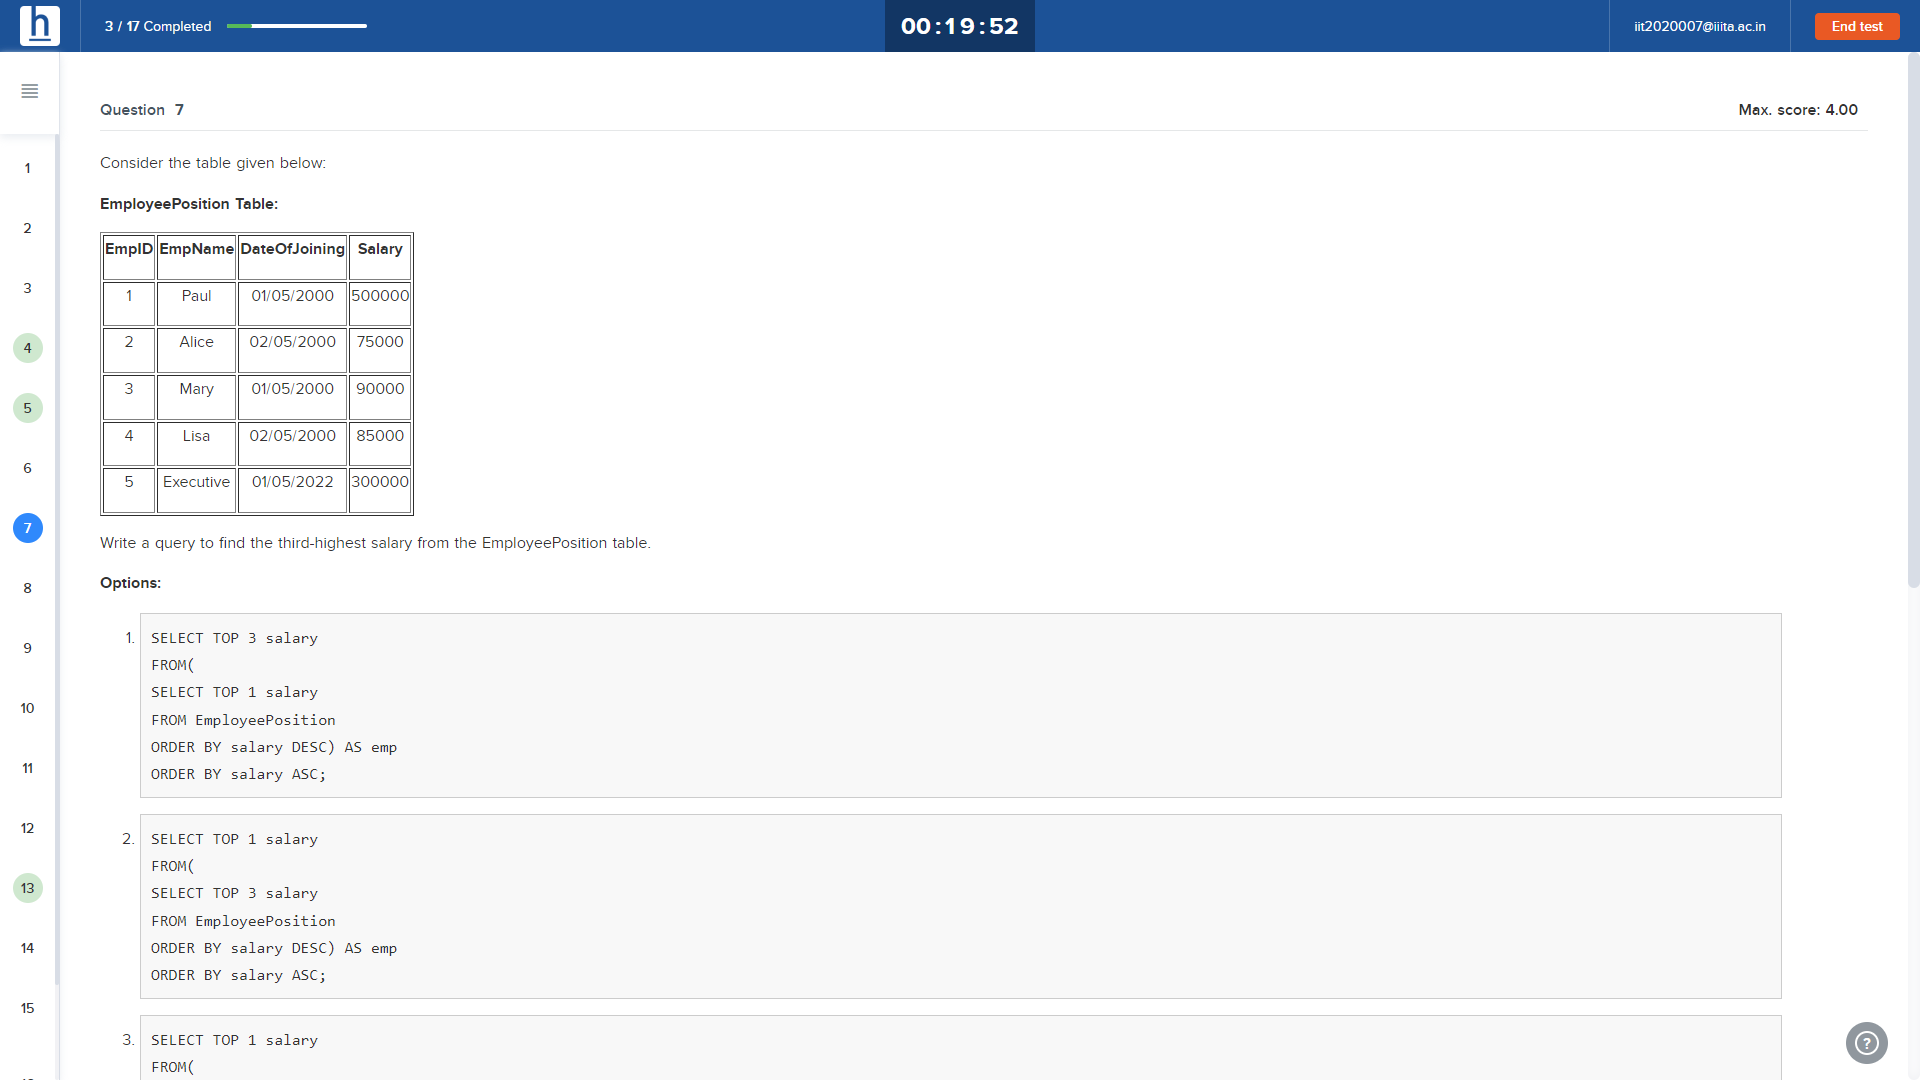 h
3 / 17 Completed
00:19:52
iit2020007@iiita.ac.in
End test
Question 7
Max. score: 4.00
Consider the table given below:
EmployeePosition Table:
EmpID EmpName DateOfJoining Salary
1 Paul 01/05/2000 500000
2 Alice 02/05/2000 75000
3 Mary 01/05/2000 90000
4 Lisa 02/05/2000 85000
5 Executive 01/05/2022 300000
Write a query to find the third-highest salary from the EmployeePosition table.
Options:
1. SELECT TOP 3 salary
FROM(
SELECT TOP 1 salary
FROM EmployeePosition
ORDER BY salary DESC) AS emp
ORDER BY salary ASC;
2. SELECT TOP 1 salary
FROM(
SELECT TOP 3 salary
FROM EmployeePosition
ORDER BY salary DESC) AS emp
ORDER BY salary ASC;
3. SELECT TOP 1 salary
FROM(
1
2
3
4
5
6
7
8
9
10
11
12
13
14
15
?